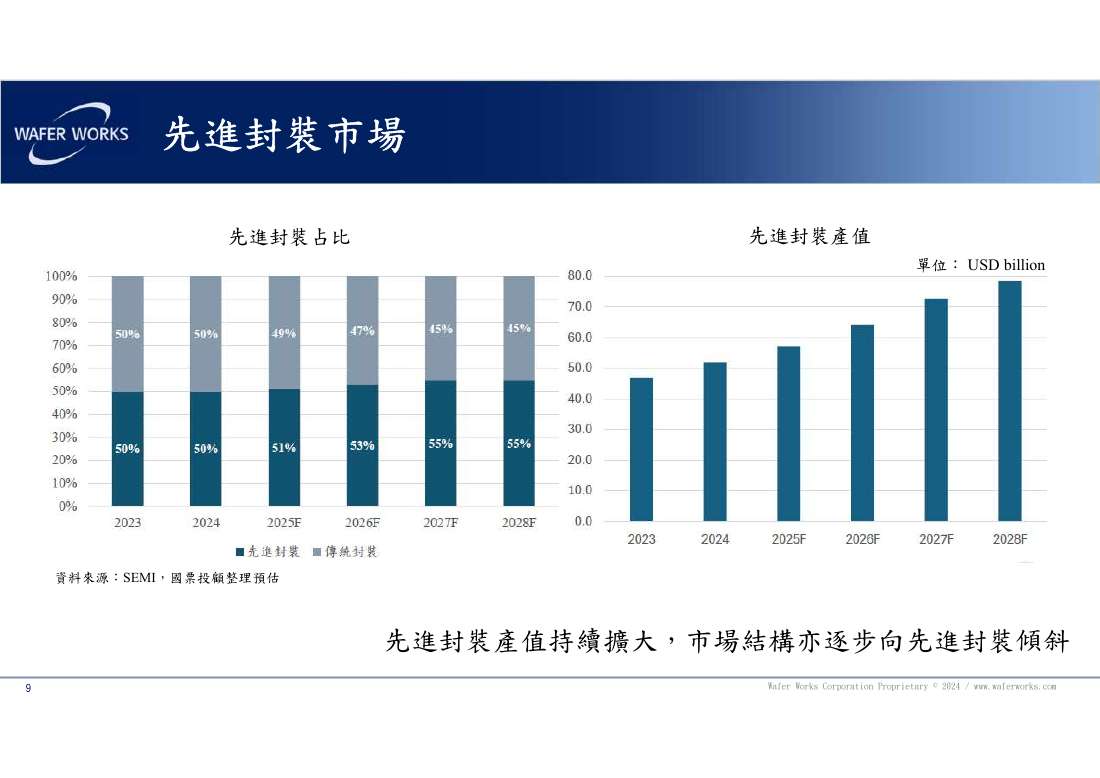 WAFER WORKS
先進封裝市場
先進封裝占比
100%
90%
80%
70%
60%
50%
40%
30%
20%
10%
0%
50% 50% 49% 47% 45% 45%
50% 50% 51% 53% 55% 55%
2023 2024 2025F 2026F 2027F 2028F
先進封裝 傳統封裝
資料來源：SEMI，國票投顧整理預估
先進封裝產值
單位： USD billion
80.0
70.0
60.0
50.0
40.0
30.0
20.0
10.0
0.0
2023 2024 2025F 2026F 2027F 2028F
先進封裝產值持續擴大，市場結構亦逐步向先進封裝傾斜
9
Wafer Works Corporation Proprietary © 2024 / www.waferworks.com